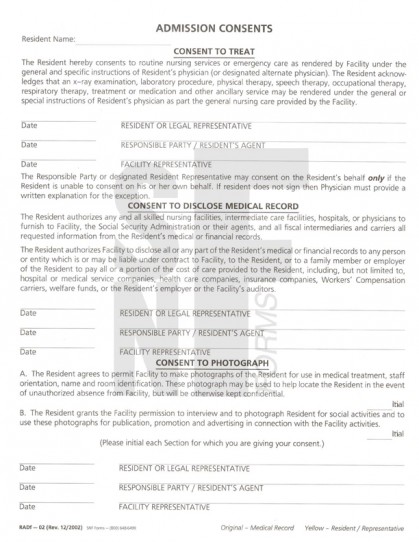 ADMISSION CONSENTS
Resident Name:
CONSENT TO TREAT
The Resident hereby consents to routine nursing services or emergency care as rendered by Facility under the
general and specific instructions of Resident's physician (or designated alternate physician). The Resident acknow-
ledges that an x-ray examination, laboratory procedure, physical therapy, speech therapy, occupational therapy,
respiratory therapy, treatment or medication and other ancillary service may be rendered under the general or
special instructions of Resident's physician as part the general nursing care provided by the Facility.
Date RESIDENT OR LEGAL REPRESENTATIVE
Date RESPONSIBLE PARTY / RESIDENT'S AGENT
Date FACILITY REPRESENTATIVE
The Responsible Party or designated Resident Representative may consent on the Resident's behalf only if the
Resident is unable to consent on his or her own behalf. If resident does not sign then Physician must provide a
written explanation for the exception.
CONSENT TO DISCLOSE MEDICAL RECORD
The Resident authorizes any and all skilled nursing facilities, intermediate care facilities, hospitals, or physicians to
furnish to Facility, the Social Security Administration or their agents, and all fiscal intermediaries and carriers all
requested information from the Resident's medical or financial records.
The Resident authorizes Facility to disclose all or any part of the Resident's medical or financial records to any person
or entity which is or may be liable under contract to Facility, to the Resident, or to a family member or employer
of the Resident to pay all or a portion of the cost of care provided to the Resident, including, but not limited to,
hospital or medical service companies, health care companies, insurance companies, Workers' Compensation
carriers, welfare funds, or the Resident's employer or the Facility's auditors.
Date RESIDENT OR LEGAL REPRESENTATIVE
Date RESPONSIBLE PARTY / RESIDENT'S AGENT
Date FACILITY REPRESENTATIVE
CONSENT TO PHOTOGRAPH
A. The Resident agrees to permit Facility to make photographs of the Resident for use in medical treatment, staff
orientation, name and room identification. These photograph may be used to help locate the Resident in the event
of unauthorized absence from Facility, but will be otherwise kept confidential.
Itial
B. The Resident grants the Facility permission to interview and to photograph Resident for social activities and to
use these photographs for publication, promotion and advertising in connection with the Facility activities.
Itial
(Please initial each Section for which you are giving your consent.)
Date RESIDENT OR LEGAL REPRESENTATIVE
Date RESPONSIBLE PARTY / RESIDENT'S AGENT
Date FACILITY REPRESENTATIVE
RADF – 02 (Rev. 12/2002) Original – Medical Record Yellow – Resident / Representative
FORMS